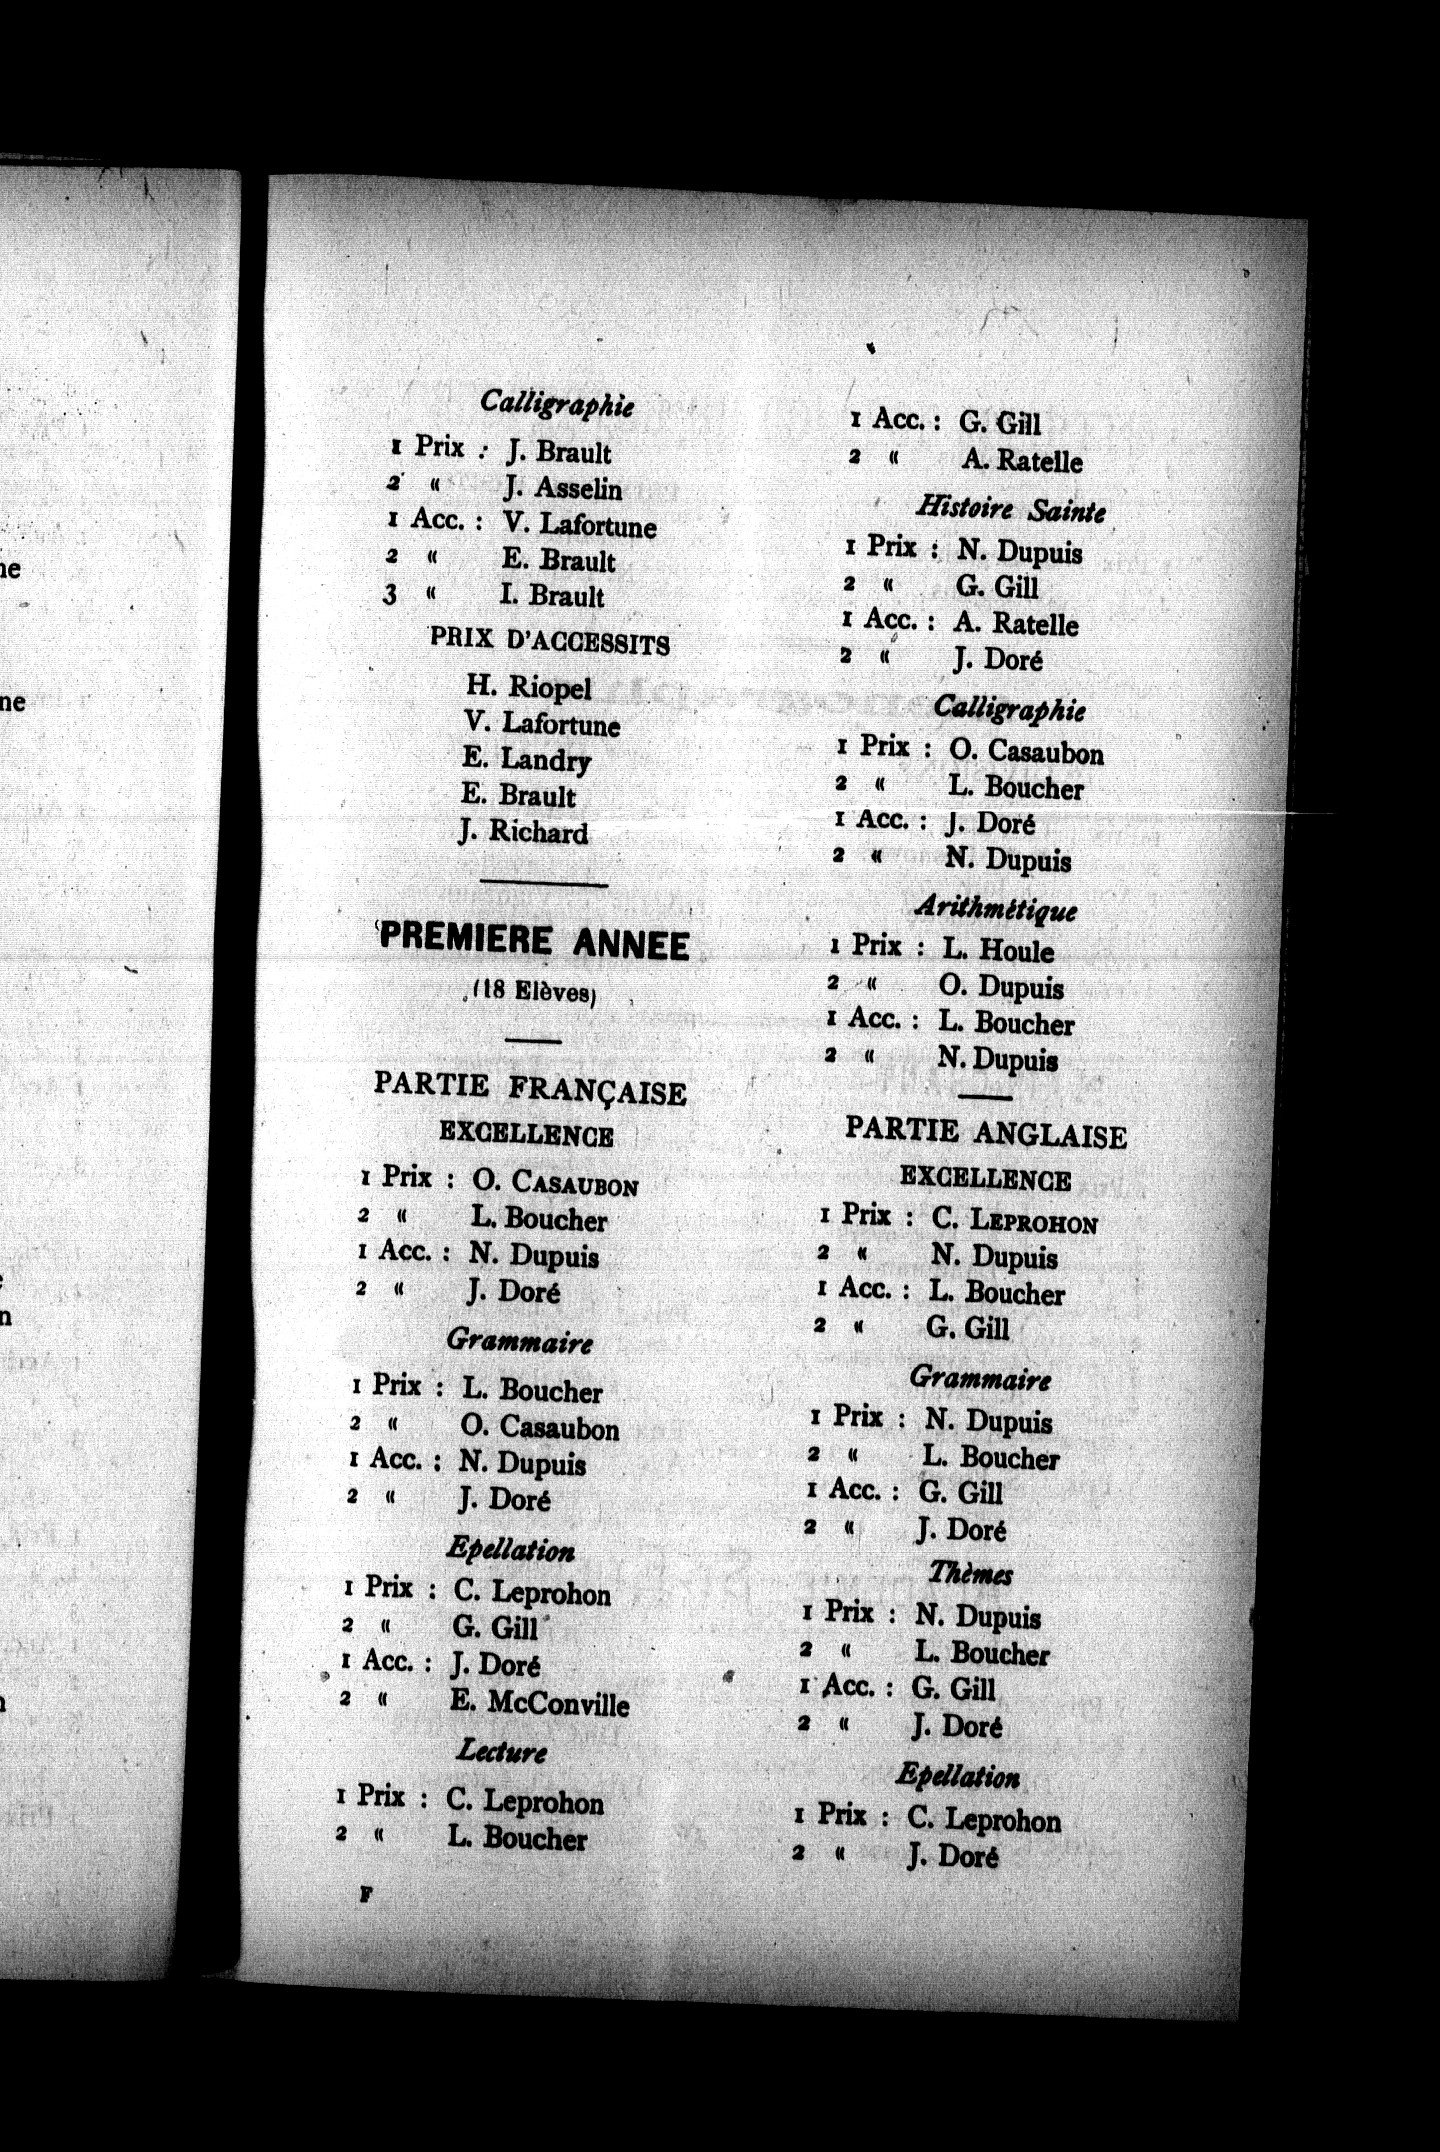 Calligraphie
1 Prix : J. Brault
2 « J. Asselin
1 Acc. : V. Lafortune
2 « E. Brault
3 « I. Brault
PRIX D'ACCESSITS
H. Riopel
V. Lafortune
E. Landry
E. Brault
J. Richard
PREMIERE ANNEE
(18 Elèves)
PARTIE FRANÇAISE
EXCELLENCE
1 Prix : O. CASAUBON
2 « L. Boucher
1 Acc. : N. Dupuis
2 « J. Doré
Grammaire
1 Prix : L. Boucher
2 « O. Casaubon
1 Acc. : N. Dupuis
2 « J. Doré
Epellation
1 Prix : C. Leprohon
2 « G. Gill
1 Acc. : J. Doré
2 « E. McConville
Lecture
1 Prix : C. Leprohon
2 « L. Boucher
F
1 Acc. : G. Gill
2 « A. Ratelle
Histoire Sainte
1 Prix : N. Dupuis
2 « G. Gill
1 Acc. : A. Ratelle
2 « J. Doré
Calligraphie
1 Prix : O. Casaubon
2 « L. Boucher
1 Acc. : J. Doré
2 « N. Dupuis
Arithmétique
1 Prix : L. Houle
2 « O. Dupuis
1 Acc. : L. Boucher
2 « N. Dupuis
PARTIE ANGLAISE
EXCELLENCE
1 Prix : C. LEPROHON
2 « N. Dupuis
1 Acc. : L. Boucher
2 « G. Gill
Grammaire
1 Prix : N. Dupuis
2 « L. Boucher
1 Acc. : G. Gill
2 « J. Doré
Thèmes
1 Prix : N. Dupuis
2 « L. Boucher
1 Acc. : G. Gill
2 « J. Doré
Epellation
1 Prix : C. Leprohon
2 « J. Doré